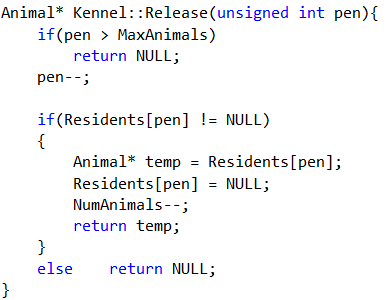 Animal* Kennel::Release(unsigned int pen){
    if(pen > MaxAnimals)
        return NULL;
    pen--;

    if(Residents[pen] != NULL)
    {
        Animal* temp = Residents[pen];
        Residents[pen] = NULL;
        NumAnimals--;
        return temp;
    }
    else    return NULL;
}